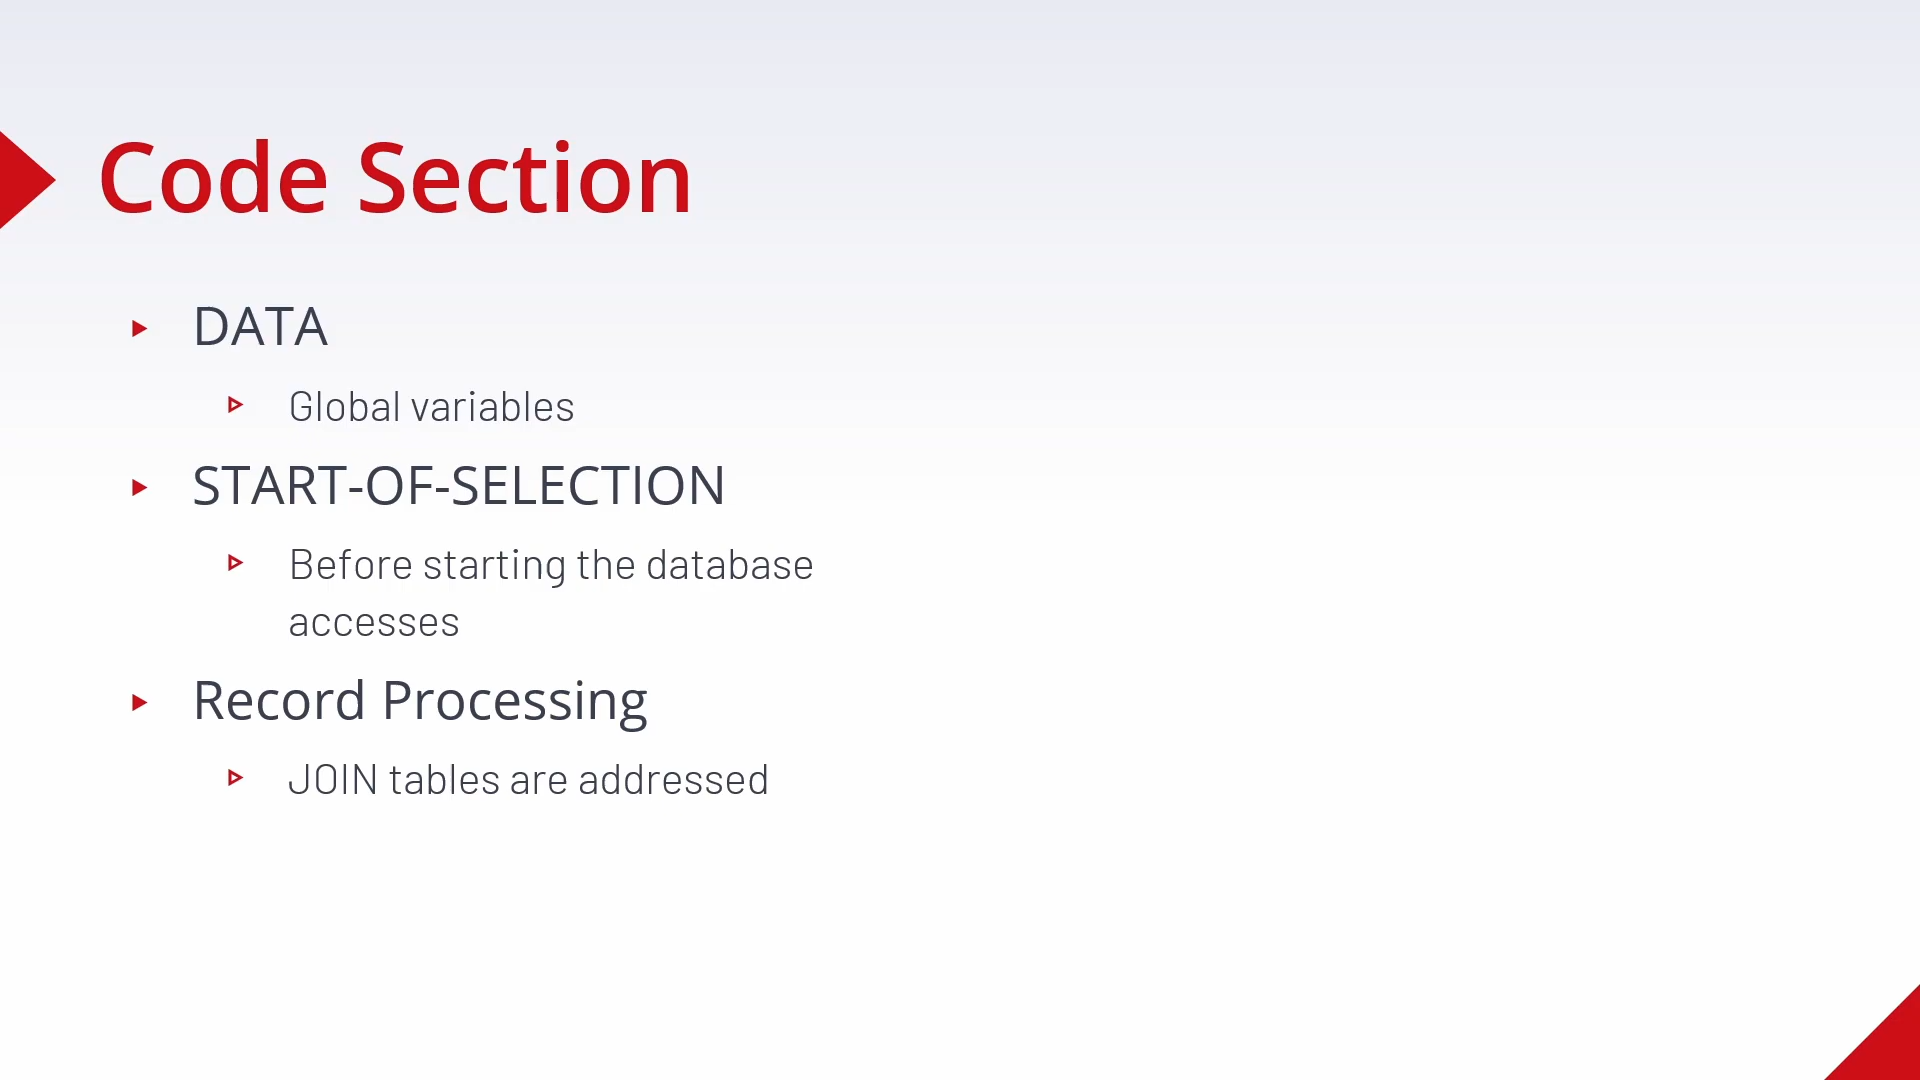 Code Section
DATA
Global variables
START-OF-SELECTION
Before starting the database
accesses
Record Processing
JOIN tables are addressed